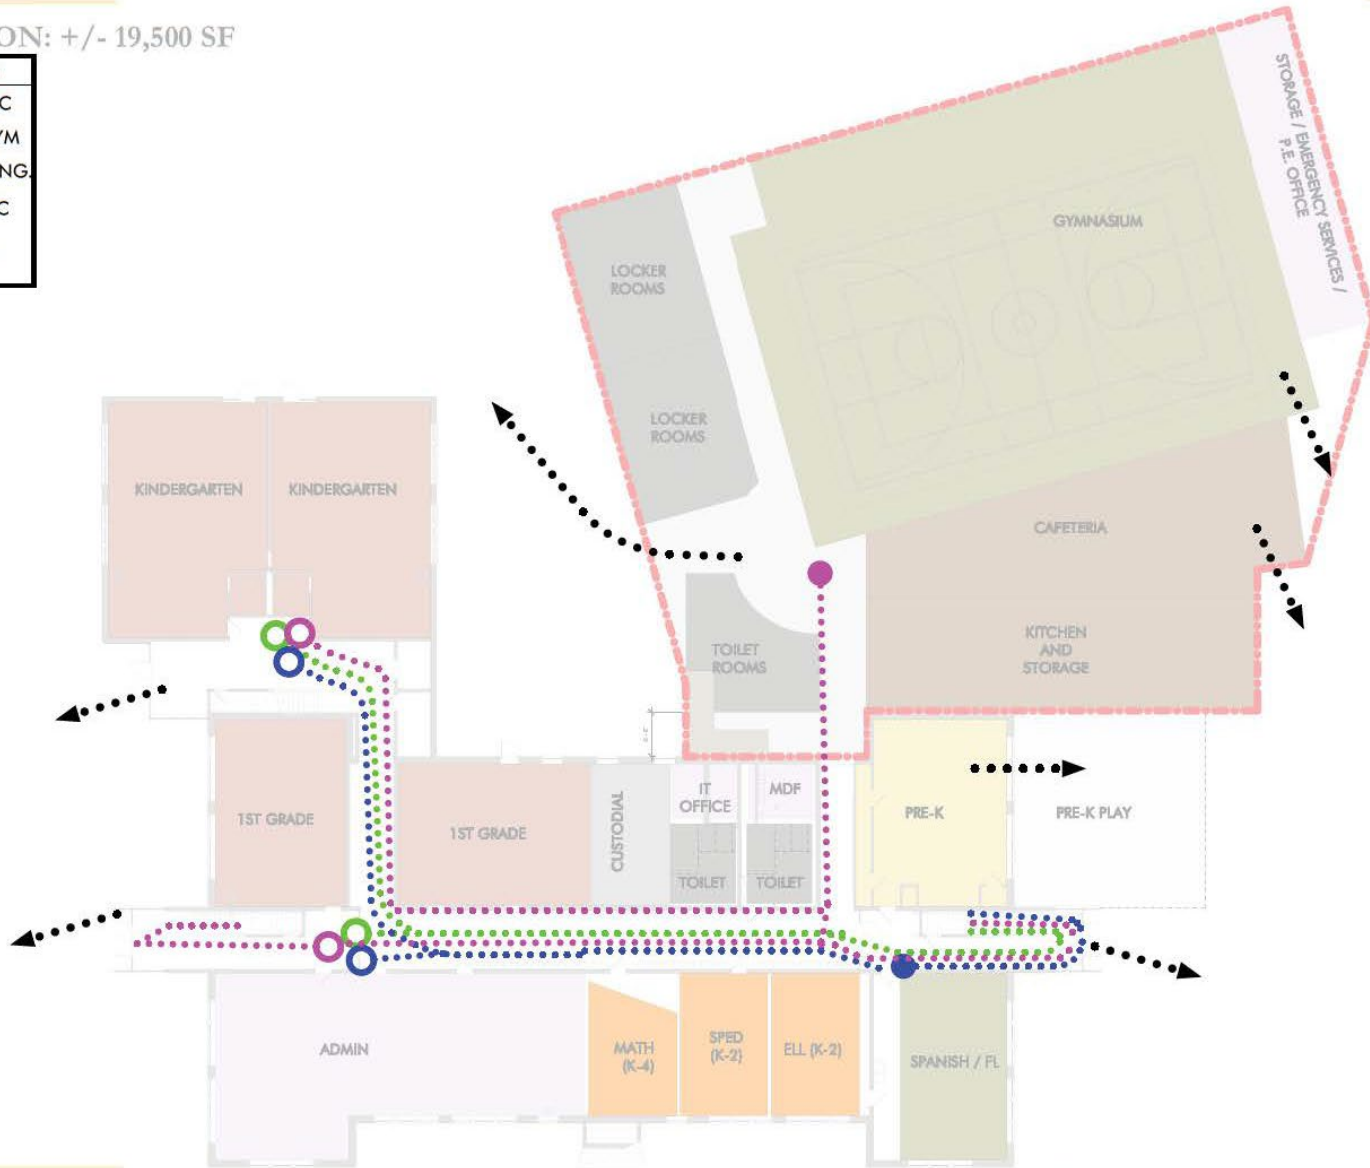 ON: +/- 19,500 SF
C
YM
NG.
C
STORAGE / EMERGENCY SERVICES /
P.E. OFFICE
GYMNASIUM
LOCKER
ROOMS
LOCKER
ROOMS
KINDERGARTEN
KINDERGARTEN
CAFETERIA
TOILET
ROOMS
KITCHEN
AND
STORAGE
1ST GRADE
1ST GRADE
CUSTODIAL
IT
OFFICE
MDF
TOILET
TOILET
PRE-K
PRE-K PLAY
ADMIN
MATH
(K-4)
SPED
(K-2)
ELL (K-2)
SPANISH / FL